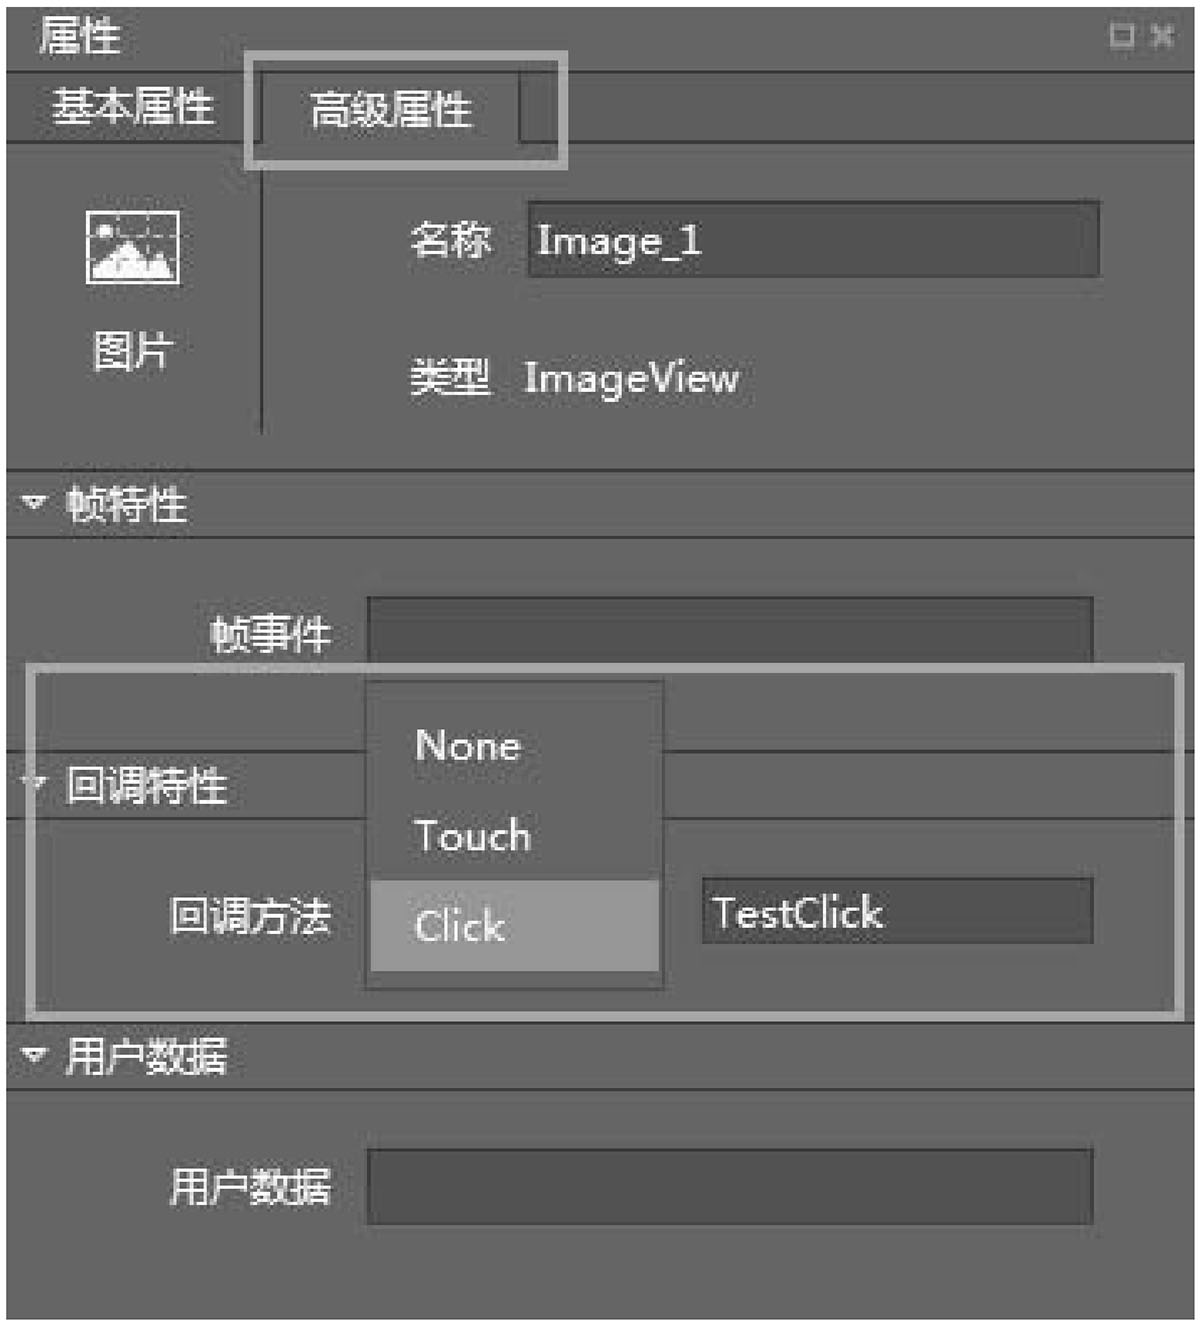 属性
基本属性 高级属性
名称 Image_1
图片
类型 ImageView
帧特性
帧事件
None
回调特性
Touch
回调方法 Click TestClick
用户数据
用户数据